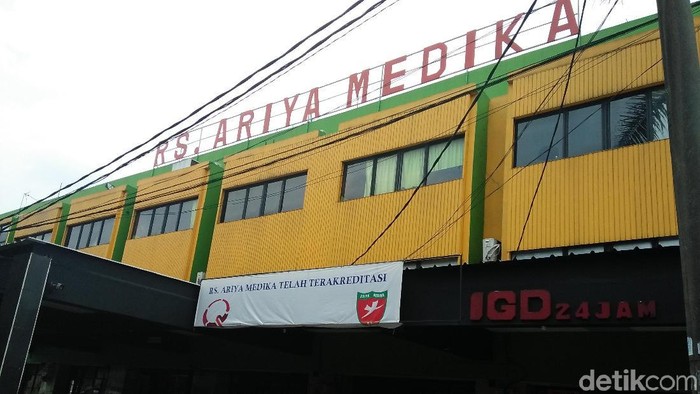 RS. ARIYA MEDIKA
RS. ARIYA MEDIKA TELAH TERAKREDITASI
IGD 24 JAM
detikcom